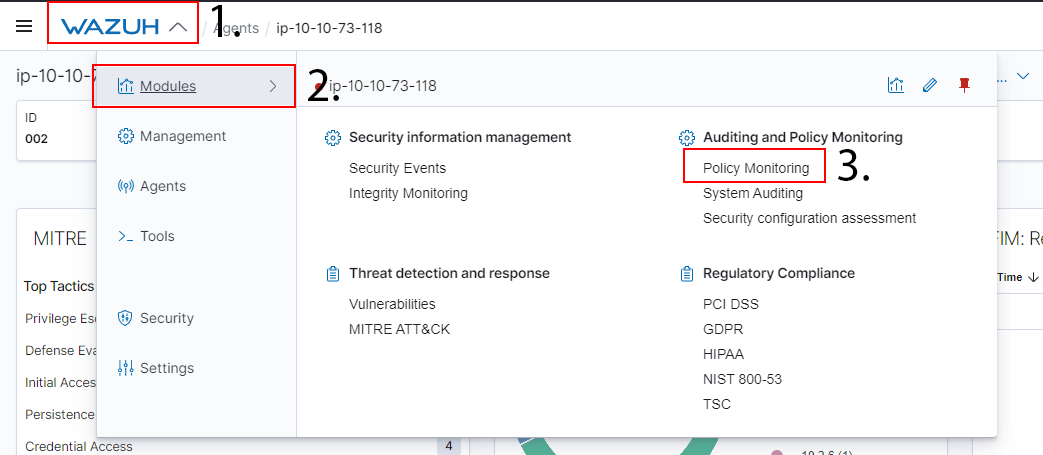 WAZUH / Agents / ip-10-10-73-118
1.
ip-10-10-7
ID
002
Modules
2.
ip-10-10-73-118
...
Management
Agents
Tools
Security
Settings
Security information management
Security Events
Integrity Monitoring
Auditing and Policy Monitoring
Policy Monitoring
3.
System Auditing
Security configuration assessment
Threat detection and response
Vulnerabilities
MITRE ATT&CK
Regulatory Compliance
PCI DSS
GDPR
HIPAA
NIST 800-53
TSC
MITRE
Top Tactics
Privilege Esc
Defense Eva
Initial Acces
Persistence
Credential Access
4
FIM: Re
Time